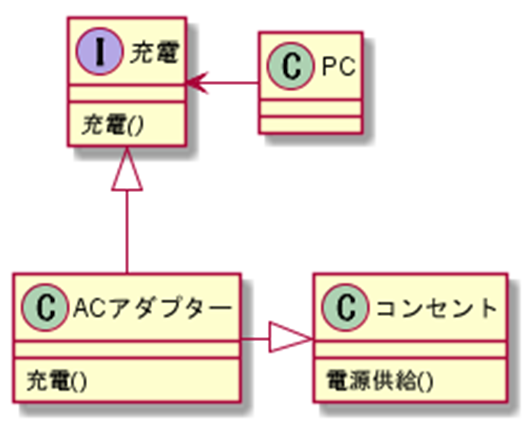 I 充電
充電()
C PC
C ACアダプター
充電()
C コンセント
電源供給()